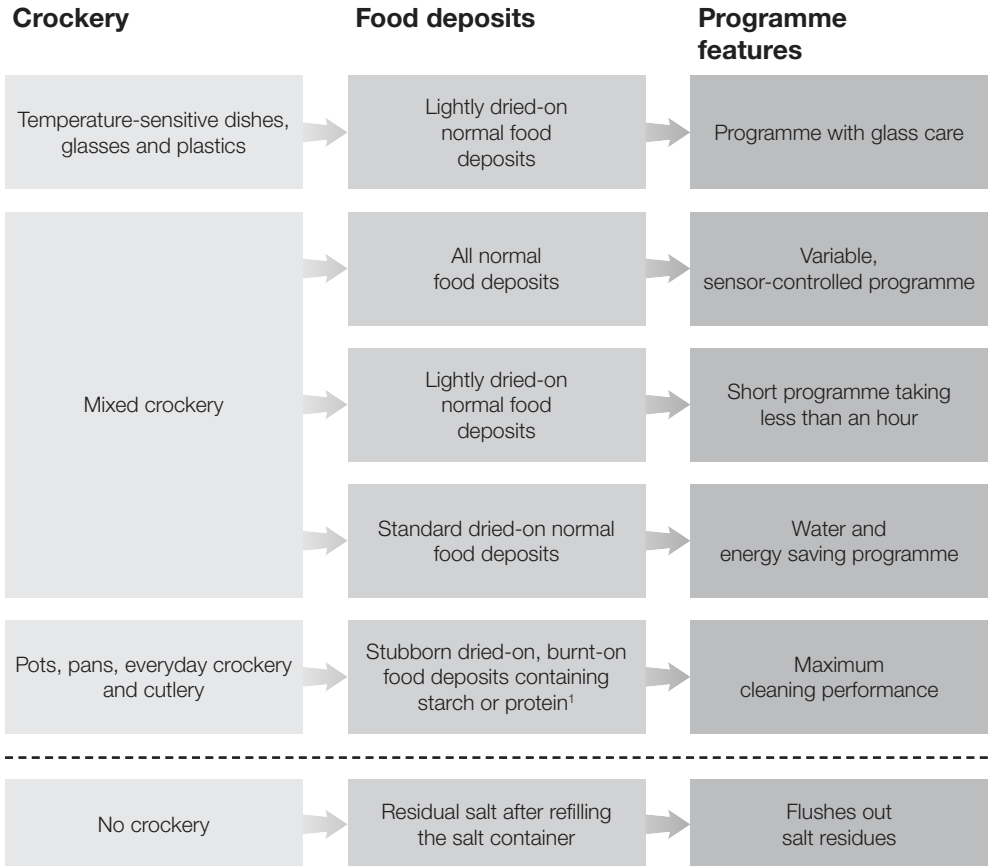 Crockery
Food deposits
Programme
features
Temperature-sensitive dishes,
glasses and plastics
Lightly dried-on
normal food
deposits
Programme with glass care
Mixed crockery
All normal
food deposits
Variable,
sensor-controlled programme
Lightly dried-on
normal food
deposits
Short programme taking
less than an hour
Standard dried-on normal
food deposits
Water and
energy saving programme
Pots, pans, everyday crockery
and cutlery
Stubborn dried-on, burnt-on
food deposits containing
starch or protein¹
Maximum
cleaning performance
No crockery
Residual salt after refilling
the salt container
Flushes out
salt residues